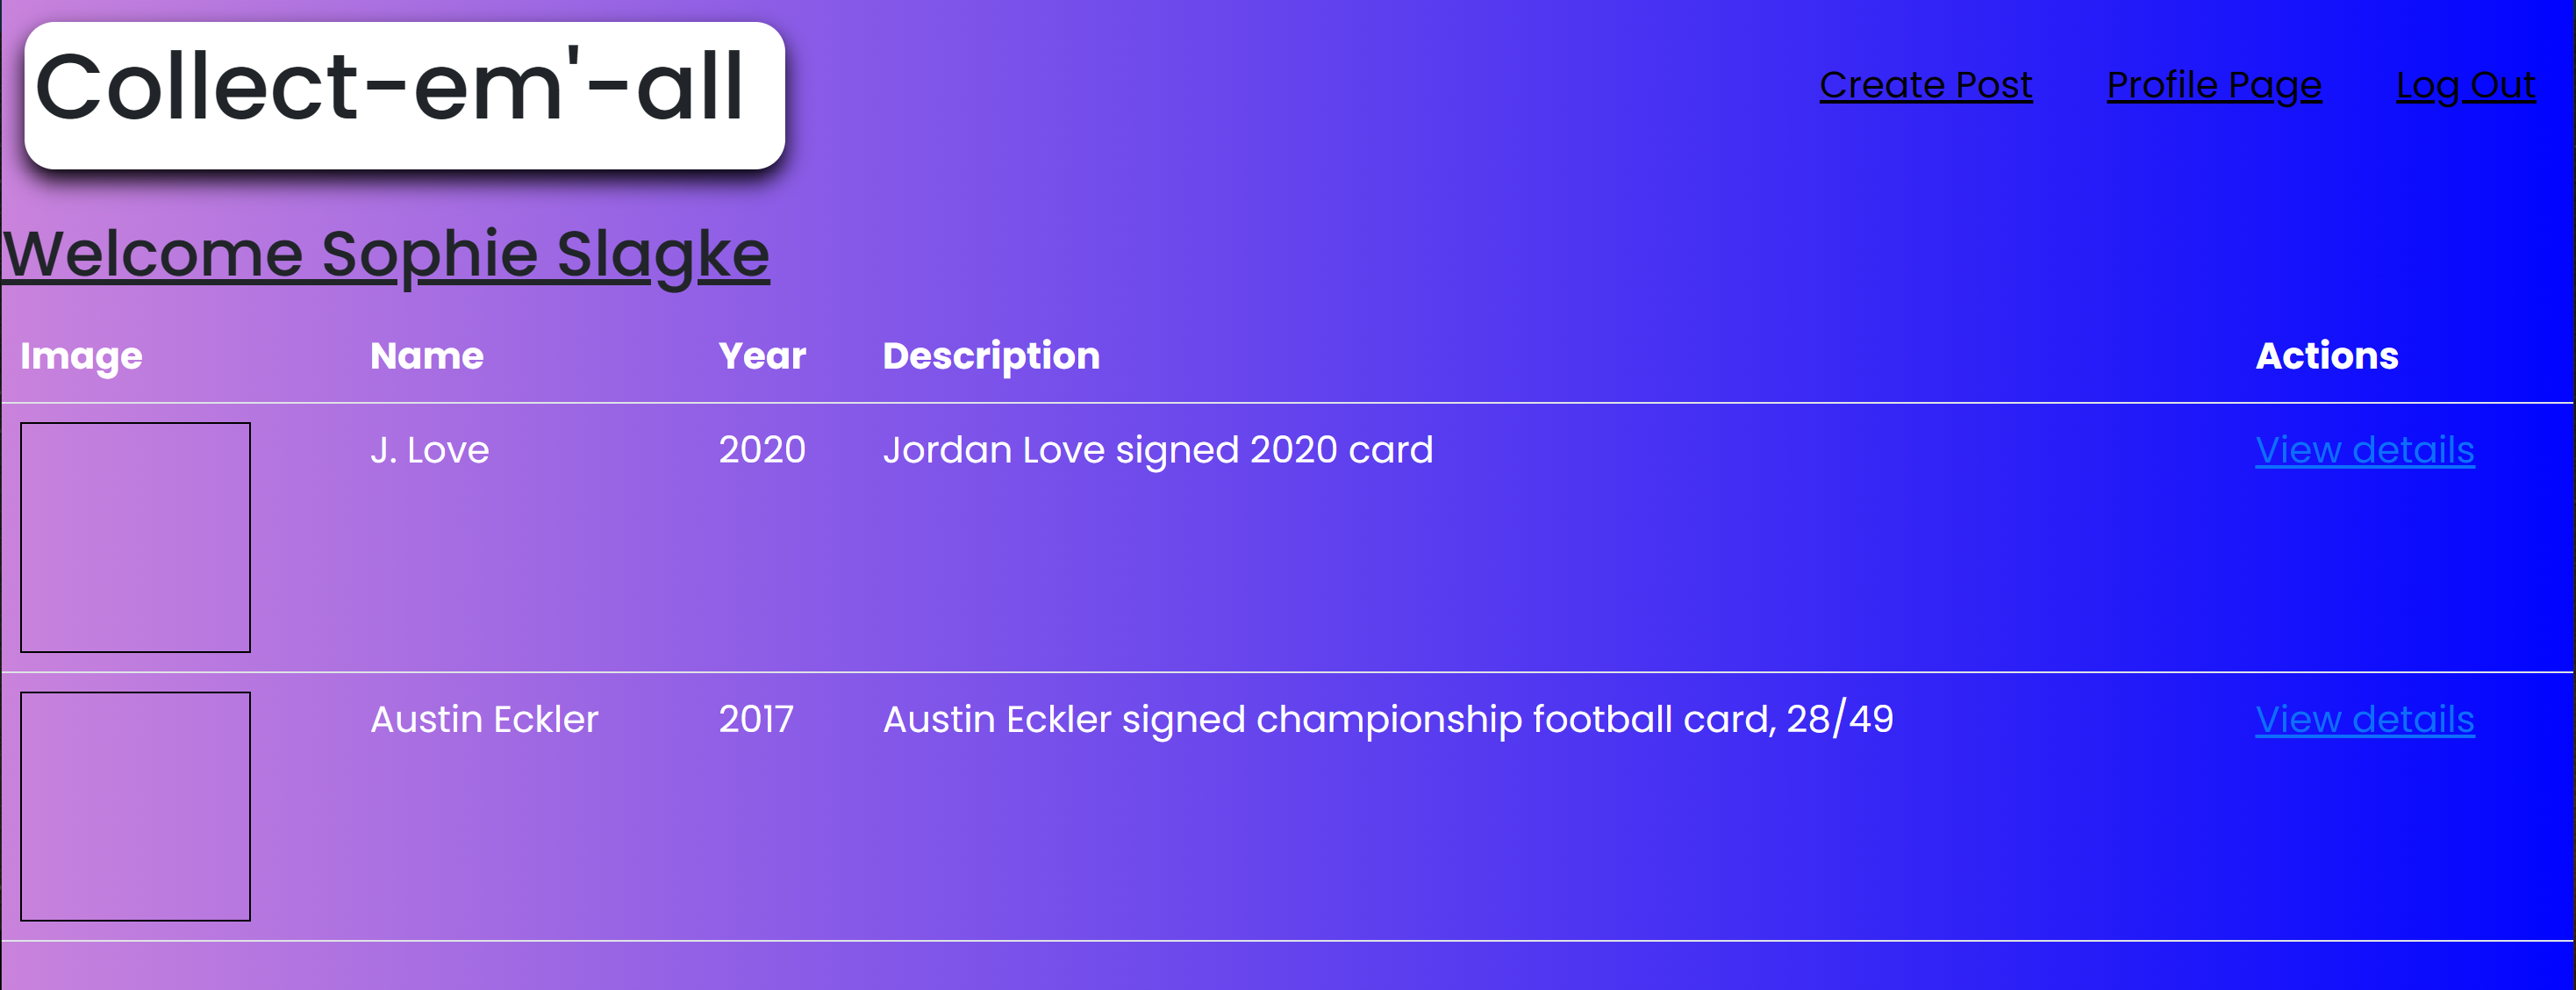 Collect-em'-all
Create Post Profile Page Log Out
Welcome Sophie Slagke
Image Name Year Description Actions
J. Love 2020 Jordan Love signed 2020 card View details
Austin Eckler 2017 Austin Eckler signed championship football card, 28/49 View details